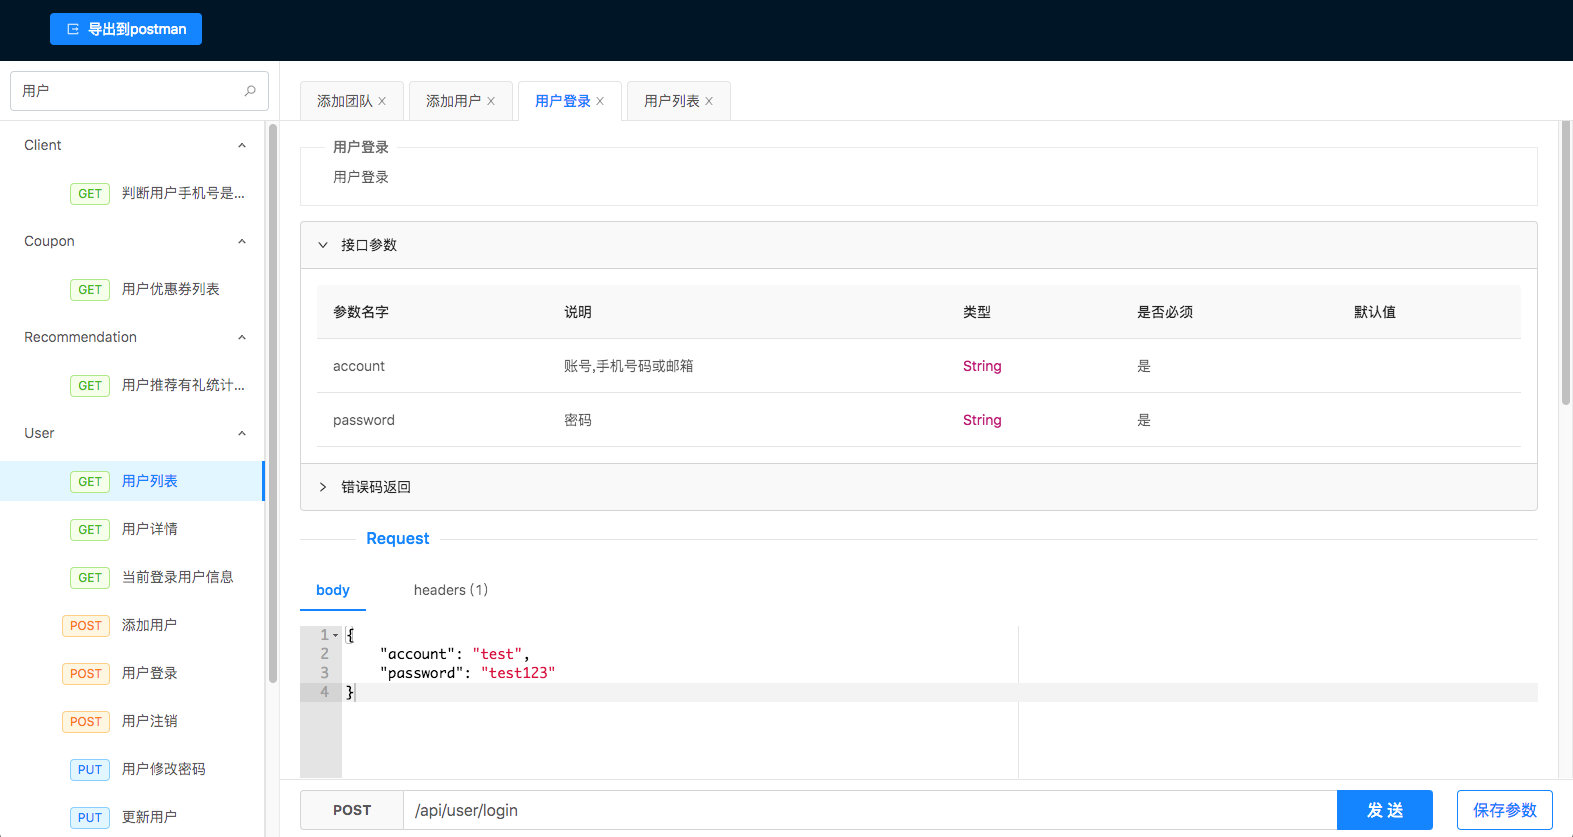 导出到postman
用户
Client
GET 判断用户手机号是...
Coupon
GET 用户优惠券列表
Recommendation
GET 用户推荐有礼统计...
User
GET 用户列表
GET 用户详情
GET 当前登录用户信息
POST 添加用户
POST 用户登录
POST 用户注销
PUT 用户修改密码
PUT 更新用户
添加团队 添加用户 用户登录 用户列表
用户登录
用户登录
接口参数
参数名字 说明 类型 是否必须 默认值
account 账号,手机号码或邮箱 String 是
password 密码 String 是
错误码返回
Request
body headers (1)
1 {
2 "account": "test",
3 "password": "test123"
4 }
POST /api/user/login 发 送 保存参数